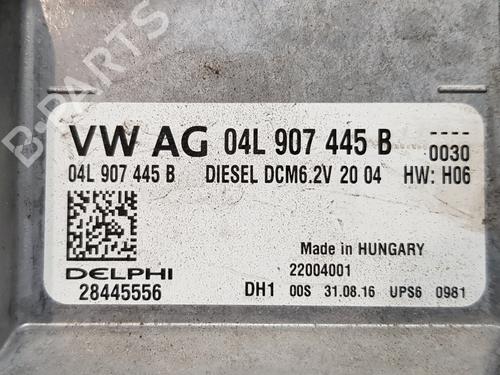 B-PARTS
VW AG 04L 907 445 B ----
0030
04L 907 445 B DIESEL DCM6.2V 20 04 HW: H06
Made in HUNGARY
DELPHI 22004001
28445556 DH1 00S 31.08.16 UPS6 0981